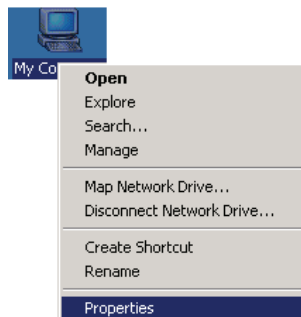 My Co
Open
Explore
Search...
Manage
Map Network Drive...
Disconnect Network Drive...
Create Shortcut
Rename
Properties